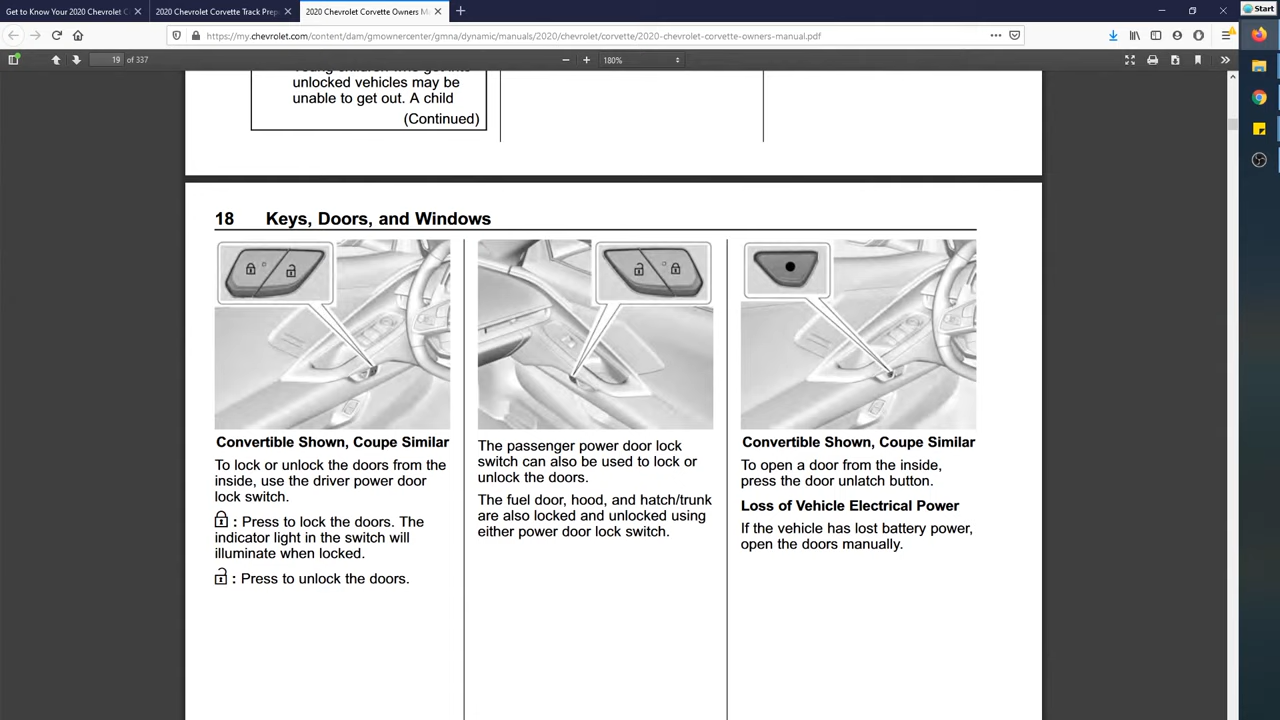 Get to Know Your 2020 Chevrolet C
2020 Chevrolet Corvette Track Prep
2020 Chevrolet Corvette Owners M
Start
https://my.chevrolet.com/content/dam/gmownercenter/gmna/dynamic/manuals/2020/chevrolet/corvette/2020-chevrolet-corvette-owners-manual.pdf
19 of 337
180%
Young children who get into
unlocked vehicles may be
unable to get out. A child
(Continued)
18 Keys, Doors, and Windows
Convertible Shown, Coupe Similar
To lock or unlock the doors from the
inside, use the driver power door
lock switch.
: Press to lock the doors. The
indicator light in the switch will
illuminate when locked.
: Press to unlock the doors.
The passenger power door lock
switch can also be used to lock or
unlock the doors.
The fuel door, hood, and hatch/trunk
are also locked and unlocked using
either power door lock switch.
Convertible Shown, Coupe Similar
To open a door from the inside,
press the door unlatch button.
Loss of Vehicle Electrical Power
If the vehicle has lost battery power,
open the doors manually.